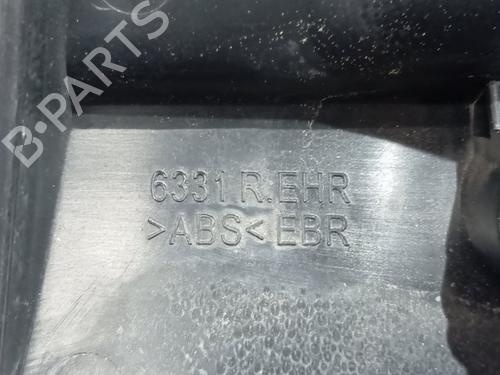 B-PARTS
6331 R.EHR
>ABS< EBR